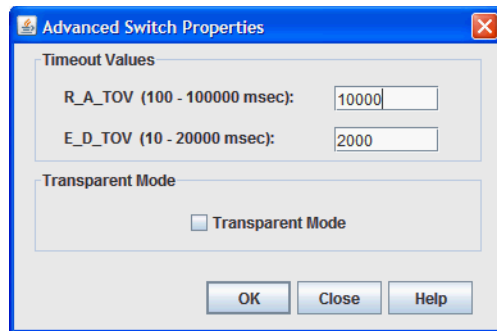 Advanced Switch Properties
Timeout Values
R_A_TOV (100 - 100000 msec): 10000
E_D_TOV (10 - 20000 msec): 2000
Transparent Mode
Transparent Mode
OK Close Help